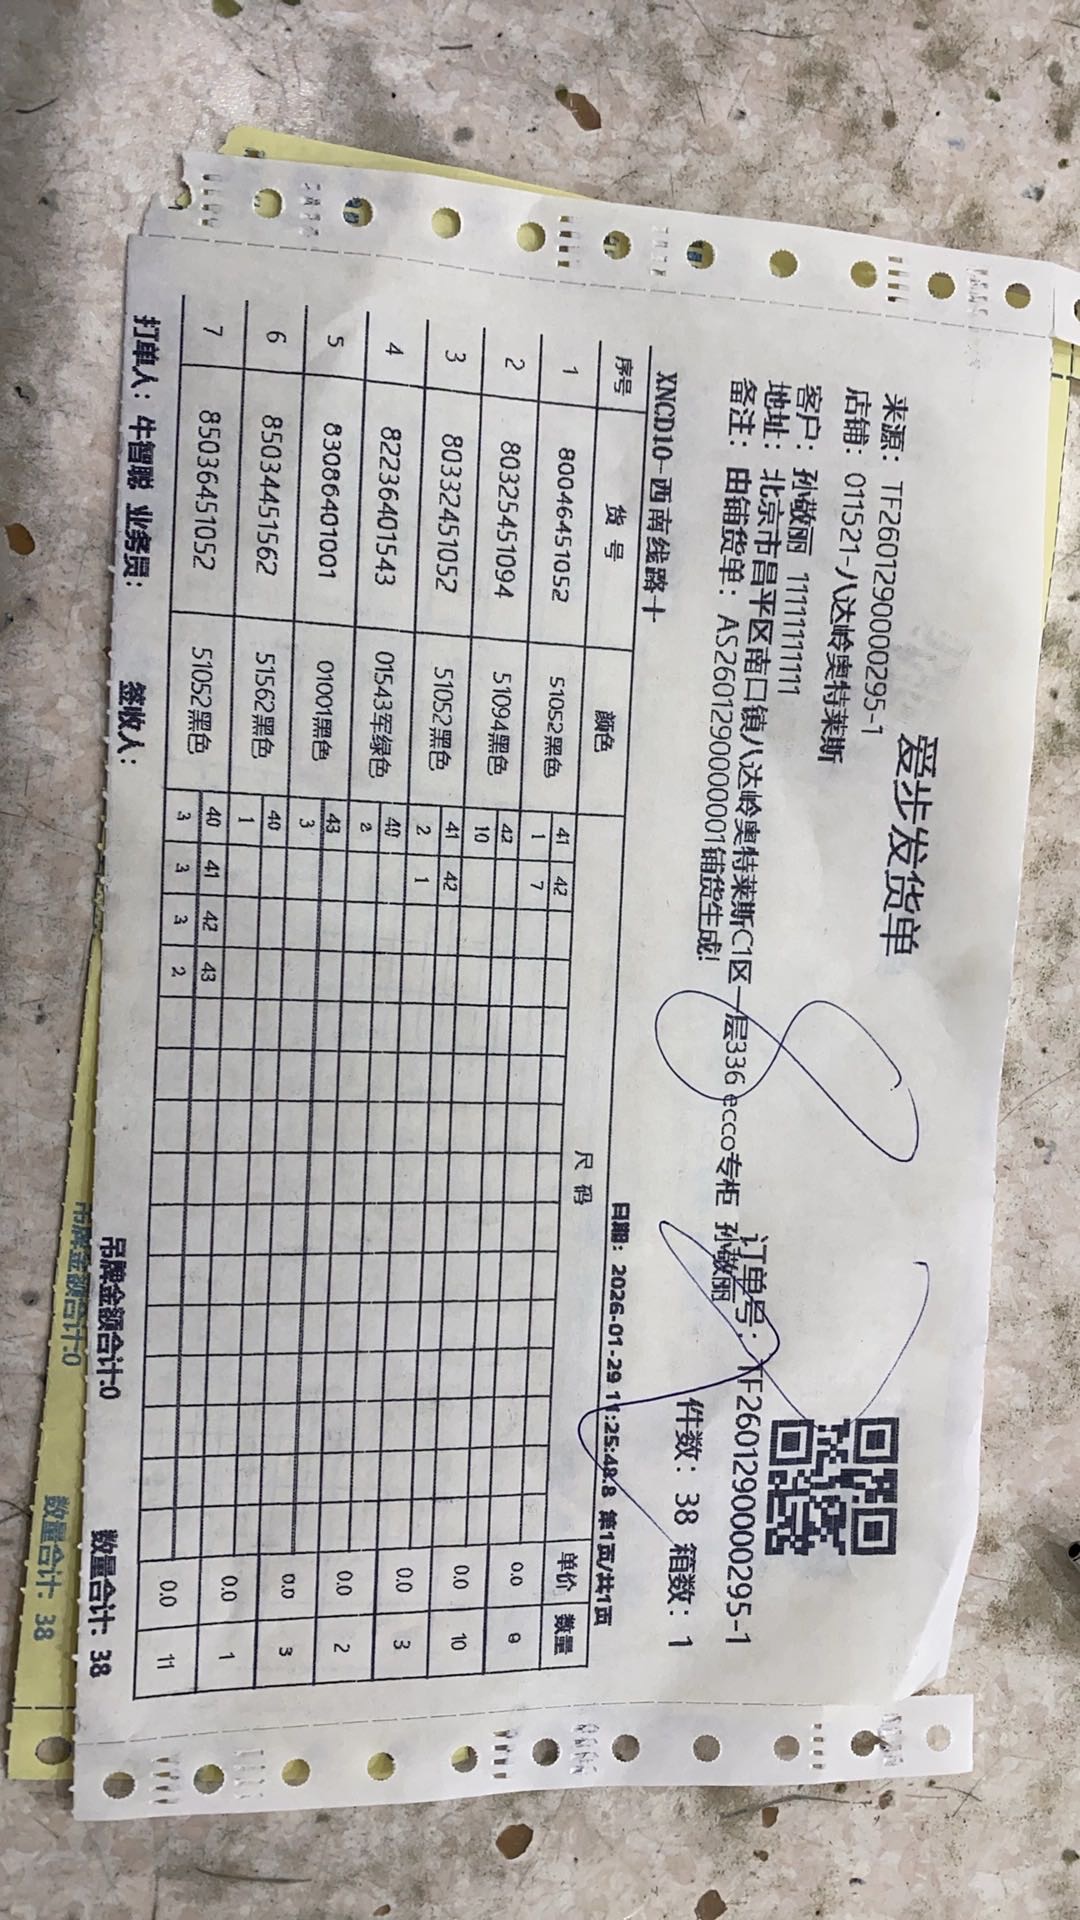 爱步发货单
来源：TF2601290000295-1
店铺：011521-八达岭奥特莱斯
订单号：TF2601290000295-1
客户：孙敬丽 11111111111
地址：北京市昌平区南口镇八达岭奥特莱斯C1区一层336 ecco专柜 孙敬丽
备注：由铺货单：AS260129000001铺货生成!
件数：38 箱数：1
XNCD10-西南线路十
日期：2026-01-29 11:25:48.8 第1页/共1页
序号 货号 颜色 尺码 单价 数量
41 42
1 80046451052 51052黑色 1 7 0.0 8
42
2 80325451094 51094黑色 10 0.0 10
41 42
3 80332451052 51052黑色 2 1 0.0 3
40
4 82236401543 01543军绿色 2 0.0 2
43
5 83086401001 01001黑色 3 0.0 3
40
6 85034451562 51562黑色 1 0.0 1
40 41 42 43
7 85036451052 51052黑色 3 3 3 2 0.0 11
打单人：牛智聪 业务员： 签收人： 吊牌金额合计:0 数量合计：38
吊牌金额合计:0 数量合计：38